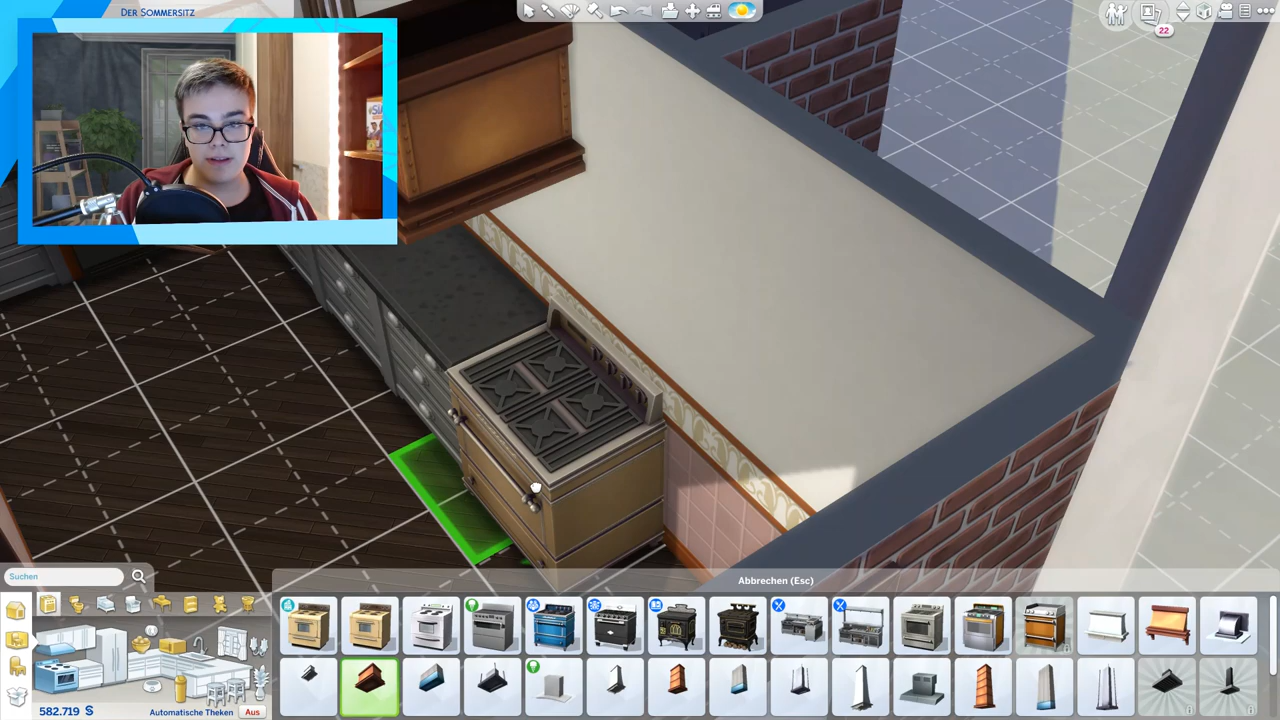 Der Sommersitz
22
Abbrechen (Esc)
Suchen
582.719 $
Automatische Theken
Aus